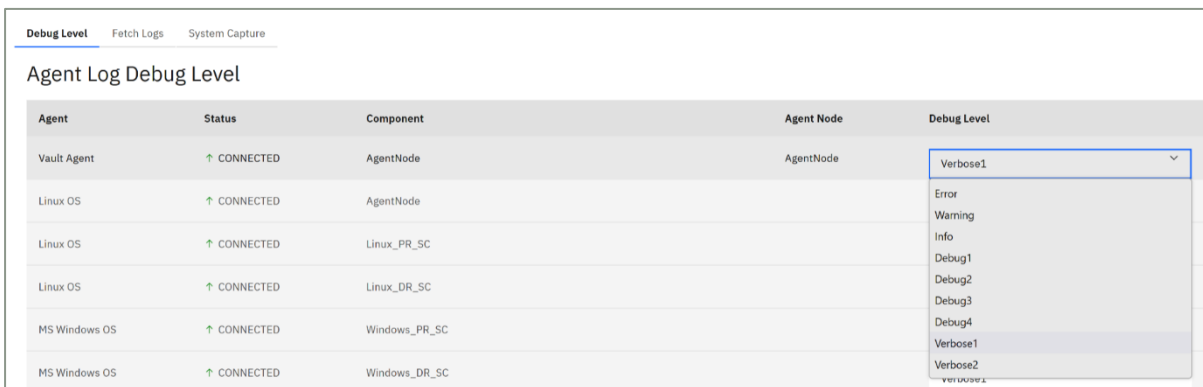 Debug Level Fetch Logs System Capture
Agent Log Debug Level
Agent Status Component Agent Node Debug Level
Vault Agent ↑ CONNECTED AgentNode AgentNode Verbose1
Linux OS ↑ CONNECTED AgentNode
Linux OS ↑ CONNECTED Linux_PR_SC
Linux OS ↑ CONNECTED Linux_DR_SC
MS Windows OS ↑ CONNECTED Windows_PR_SC
MS Windows OS ↑ CONNECTED Windows_DR_SC
Error
Warning
Info
Debug1
Debug2
Debug3
Debug4
Verbose1
Verbose2
Verbose1